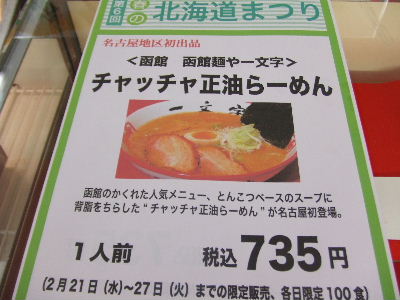 第6回 春の 北海道まつり
名古屋地区初出品
<函館 函館麺や一文字>
チャッチャ正油らーめん
函館のかくれた人気メニュー、とんこつベースのスープに
背脂をちらした“チャッチャ正油らーめん”が名古屋初登場。
1人前 税込735円
(2月21日(水)〜27日(火)までの限定販売、各日限定100食)